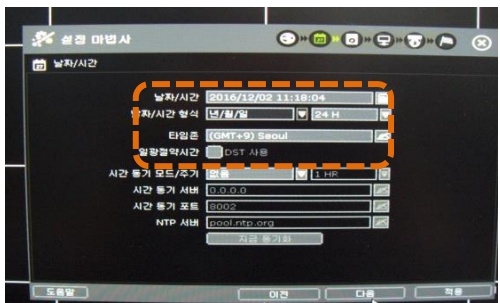 설정 마법사
날짜/시간
날짜/시간 2016/12/02 11:18:04
날짜/시간 형식 년/월/일 24 H
타임존 (GMT+9) Seoul
일광절약시간 DST 사용
시간 동기 모드/주기 없음 1 HR
시간 동기 서버 0.0.0.0
시간 동기 포트 8002
NTP 서버 pool.ntp.org
지금 동기화
도움말 이전 다음 적용